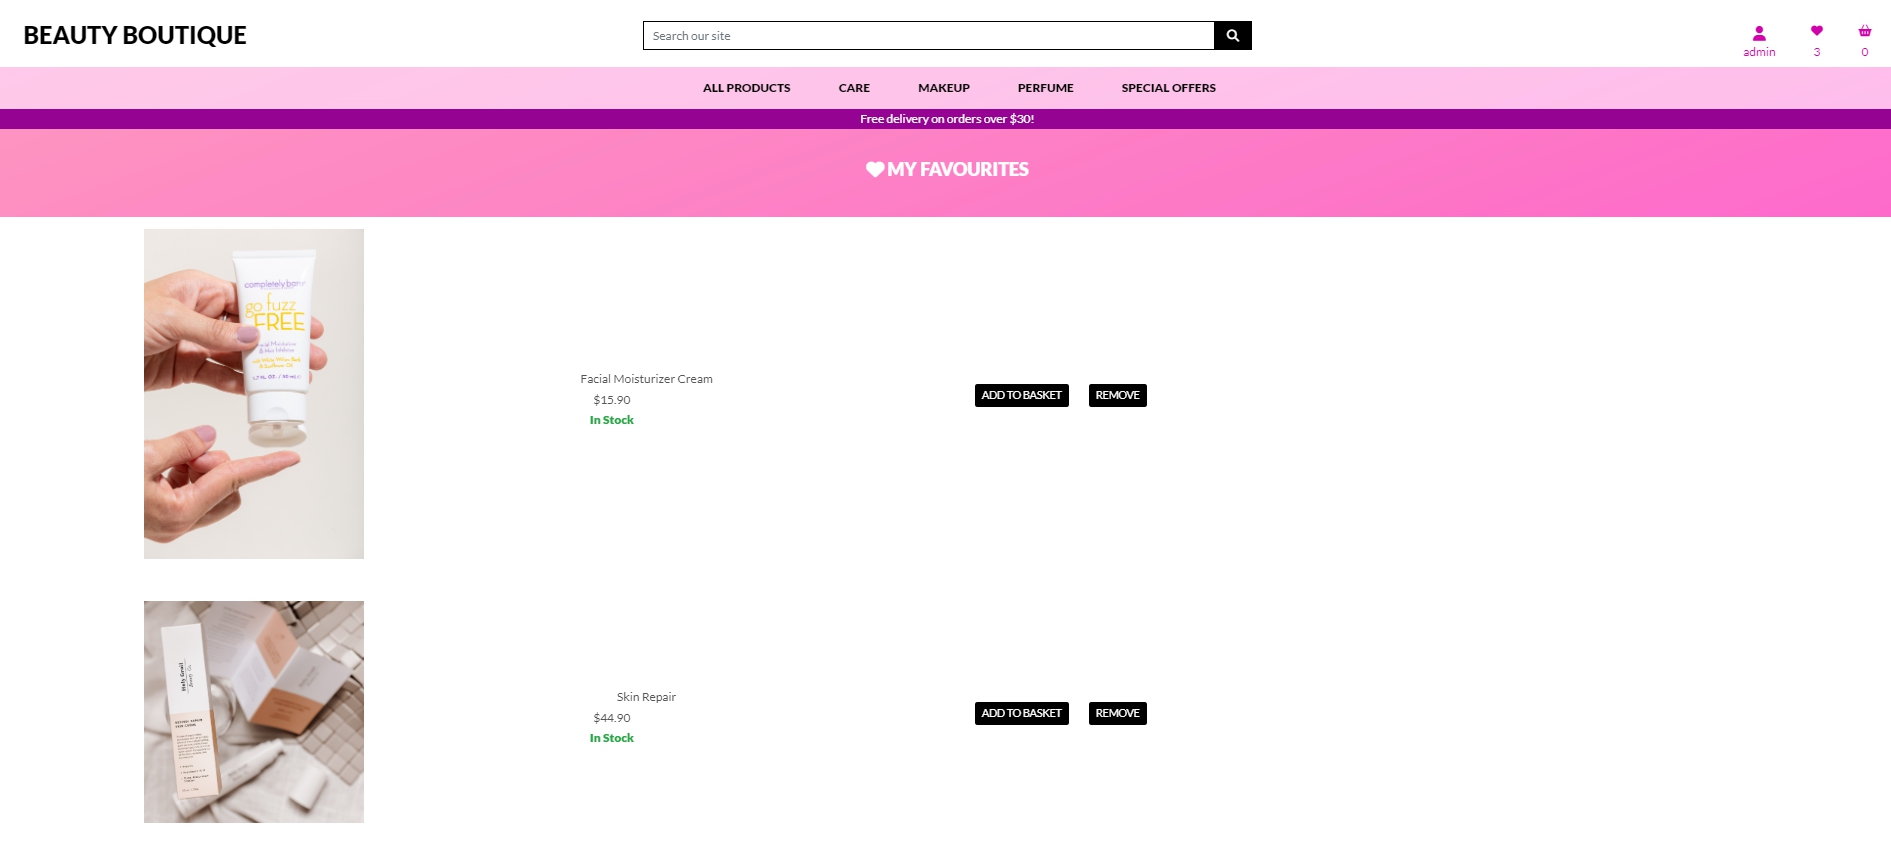 BEAUTY BOUTIQUE
Search our site
admin
3
0
ALL PRODUCTS CARE MAKEUP PERFUME SPECIAL OFFERS
Free delivery on orders over $30!
MY FAVOURITES
completely bare
go fuzz
FREE
Facial Moisturizer Cream
$15.90
In Stock
ADD TO BASKET REMOVE
Skin Repair
$44.90
In Stock
ADD TO BASKET REMOVE